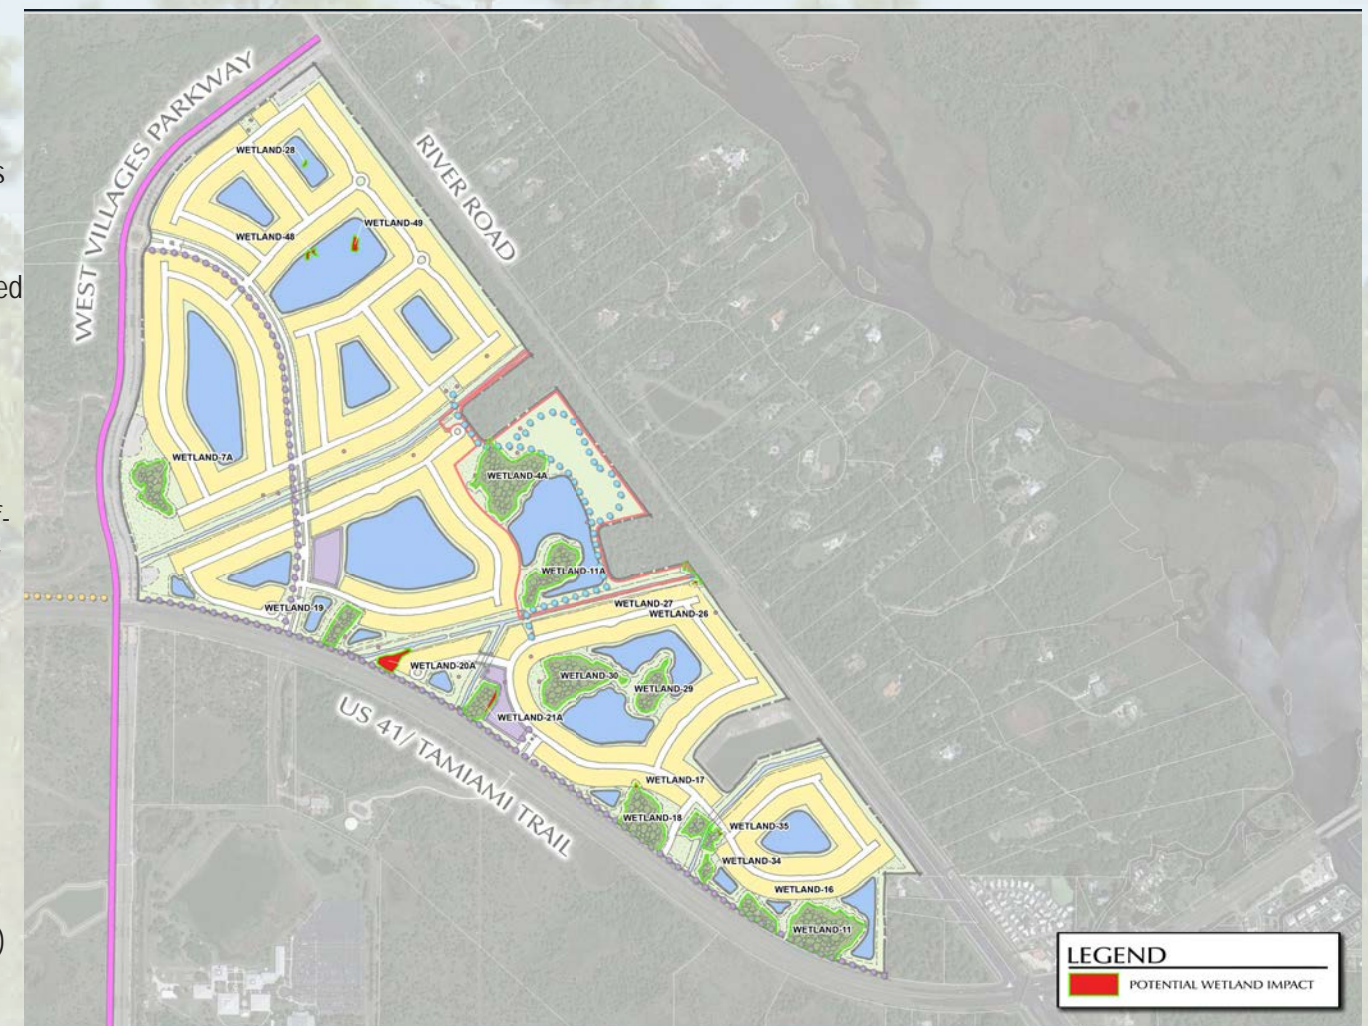 s
ed
f-
)
WEST VILLAGES PARKWAY
RIVER ROAD
WETLAND-28
WETLAND-49
WETLAND-48
WETLAND-7A
WETLAND-4A
WETLAND-11A
WETLAND-27
WETLAND-26
WETLAND-19
WETLAND-20A
WETLAND-30
WETLAND-29
WETLAND-21A
US 41/ TAMIAMI TRAIL
WETLAND-17
WETLAND-18
WETLAND-35
WETLAND-34
WETLAND-16
WETLAND-11
LEGEND
POTENTIAL WETLAND IMPACT